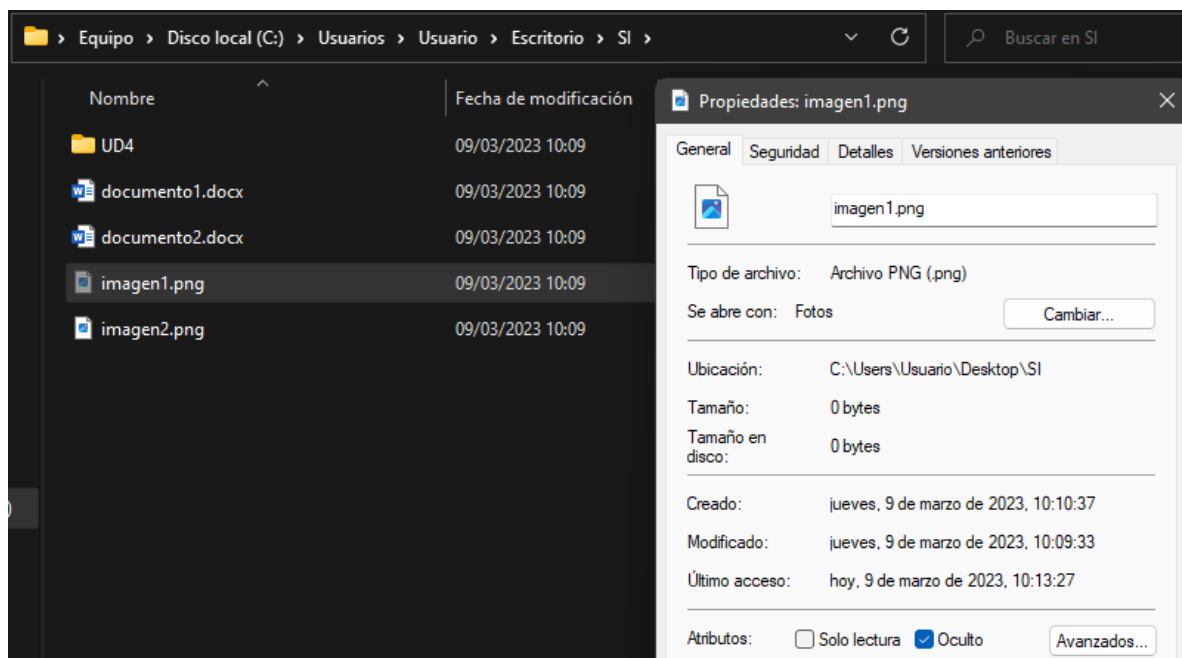 Equipo > Disco local (C:) > Usuarios > Usuario > Escritorio > SI >
Buscar en SI
Nombre
Fecha de modificación
UD4
09/03/2023 10:09
documento1.docx
09/03/2023 10:09
documento2.docx
09/03/2023 10:09
imagen1.png
09/03/2023 10:09
imagen2.png
09/03/2023 10:09
Propiedades: imagen1.png
General Seguridad Detalles Versiones anteriores
imagen1.png
Tipo de archivo: Archivo PNG (.png)
Se abre con: Fotos Cambiar...
Ubicación: C:\Users\Usuario\Desktop\SI
Tamaño: 0 bytes
Tamaño en
disco: 0 bytes
Creado: jueves, 9 de marzo de 2023, 10:10:37
Modificado: jueves, 9 de marzo de 2023, 10:09:33
Último acceso: hoy, 9 de marzo de 2023, 10:13:27
Atributos: Solo lectura Oculto Avanzados...